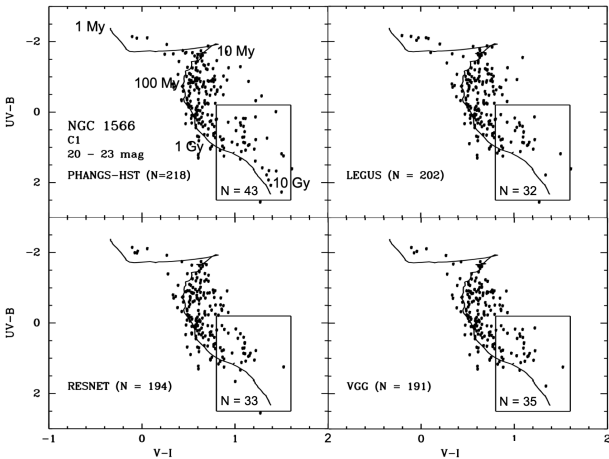 1 My
10 My
100 My
NGC 1566
C1
20 - 23 mag
PHANGS-HST (N=218)
1 Gy
10 Gy
N = 43
UV-B
-2
0
2
LEGUS (N = 202)
N = 32
RESNET (N = 194)
N = 33
UV-B
-2
0
2
-1
0
1
2
V-I
VGG (N = 191)
N = 35
0
1
2
V-I